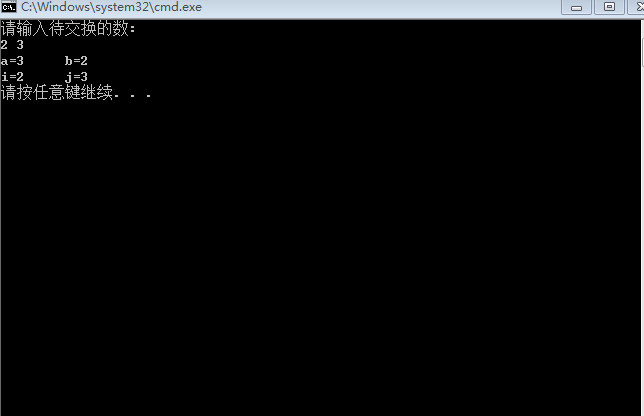 C:\Windows\system32\cmd.exe
请输入待交换的数:
2 3
a=3 b=2
i=2 j=3
请按任意键继续. . .